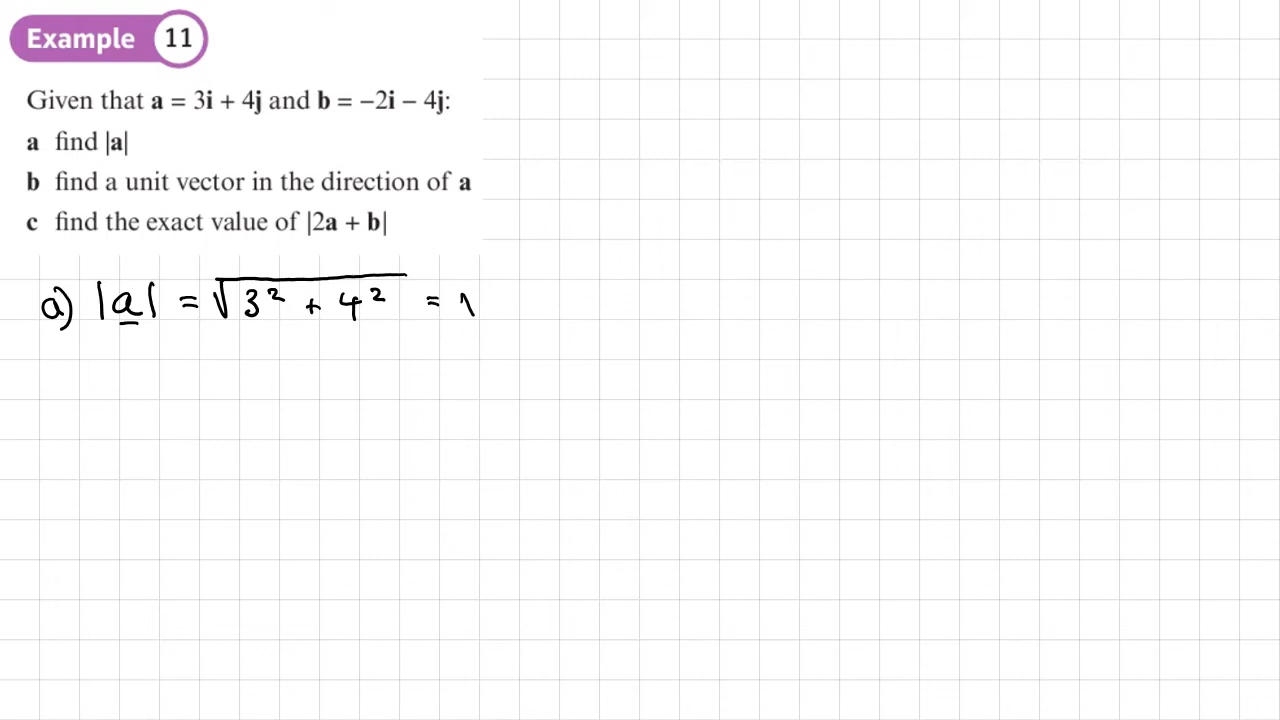 Example 11
Given that a = 3i + 4j and b = −2i − 4j:
a find |a|
b find a unit vector in the direction of a
c find the exact value of |2a + b|
a) |a| = √3² + 4² =